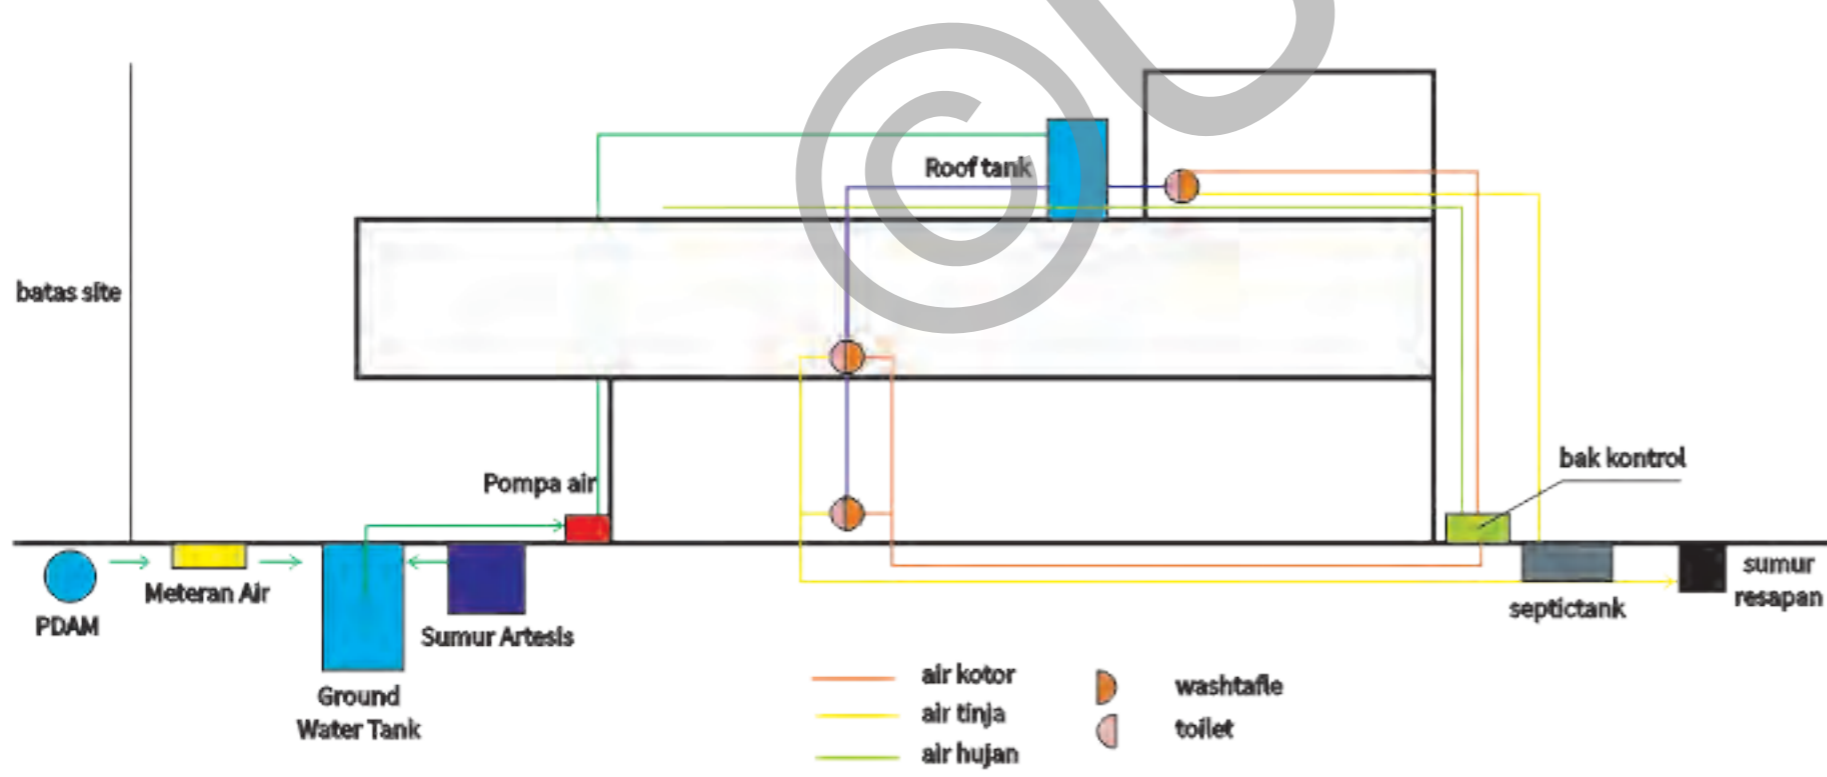 Roof tank
batas site
Pompa air
bak kontrol
PDAM
Meteran Air
Ground
Water Tank
Sumur Artesis
septictank
sumur
resapan
air kotor
air tinja
air hujan
washtafle
toilet